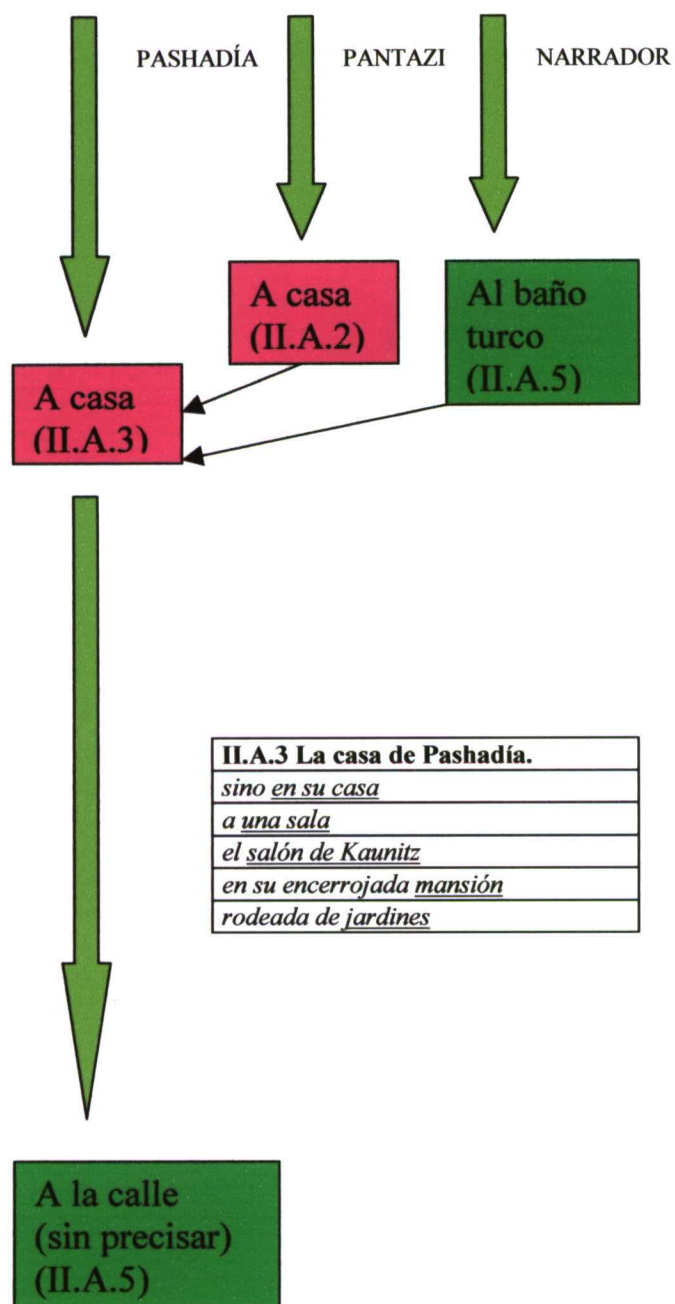 PASHADÍA PANTAZI NARRADOR
A casa
(II.A.2)
Al baño
turco
(II.A.5)
A casa
(II.A.3)
II.A.3 La casa de Pashadía.
sino en su casa
a una sala
el salón de Kaunitz
en su encerrojada mansión
rodeada de jardines
A la calle
(sin precisar)
(II.A.5)